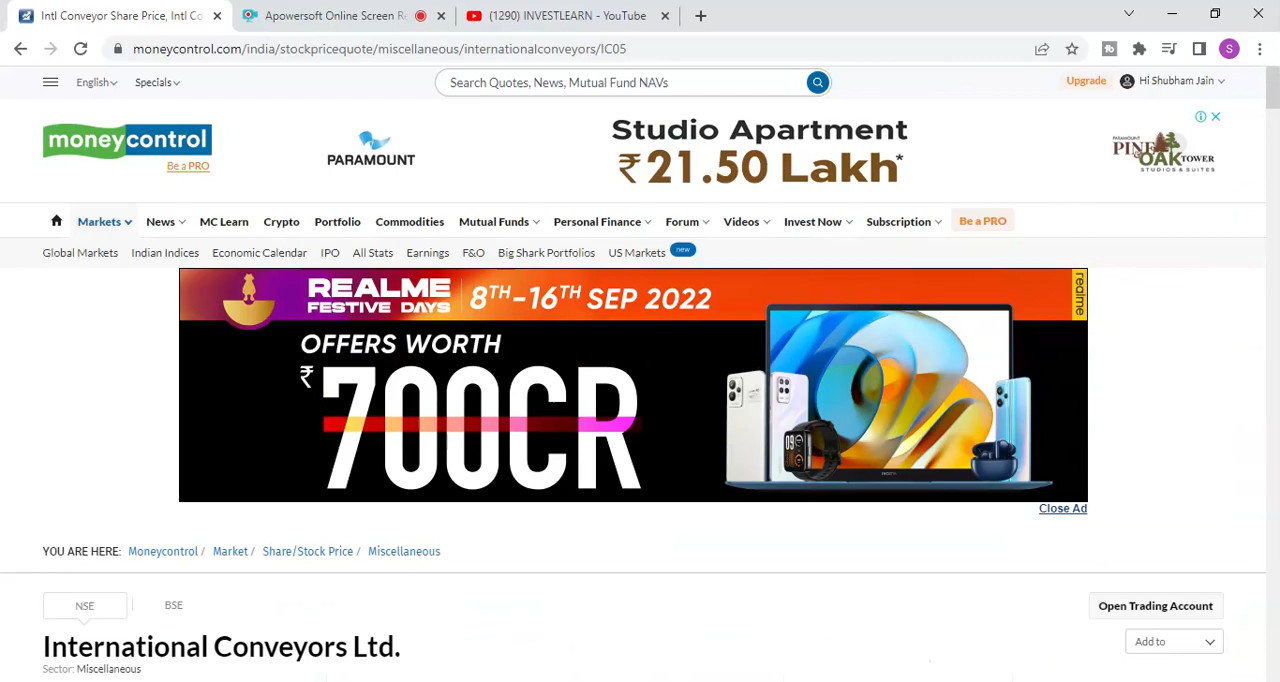 Intl Conveyor Share Price, Intl Co
Apowersoft Online Screen Re
(1290) INVESTLEARN - YouTube
moneycontrol.com/india/stockpricequote/miscellaneous/internationalconveyors/IC05
S
English
Specials
Search Quotes, News, Mutual Fund NAVs
Upgrade
Hi Shubham Jain
moneycontrol
Be a PRO
PARAMOUNT
Studio Apartment
₹21.50 Lakh*
PARAMOUNT
PINE
OAK TOWER
STUDIOS & SUITES
Markets
News
MC Learn
Crypto
Portfolio
Commodities
Mutual Funds
Personal Finance
Forum
Videos
Invest Now
Subscription
Be a PRO
Global Markets
Indian Indices
Economic Calendar
IPO
All Stats
Earnings
F&O
Big Shark Portfolios
US Markets
new
REALME
FESTIVE DAYS
8TH-16TH SEP 2022
realme
OFFERS WORTH
₹700CR
Close Ad
YOU ARE HERE: Moneycontrol / Market / Share/Stock Price / Miscellaneous
NSE
BSE
Open Trading Account
International Conveyors Ltd.
Add to
Sector: Miscellaneous